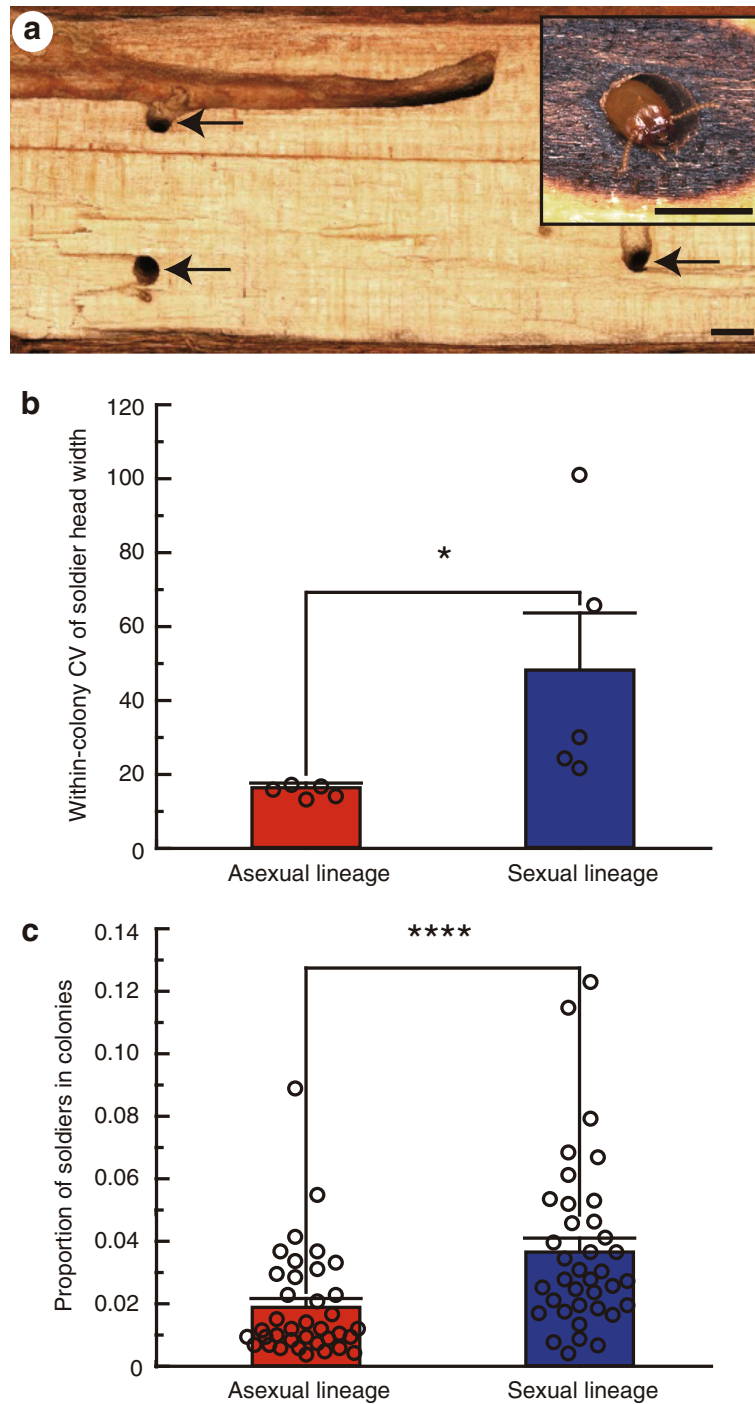 a
b
Within-colony CV of soldier head width
120
100
80
60
40
20
0
*
Asexual lineage
Sexual lineage
c
Proportion of soldiers in colonies
0.14
0.12
0.10
0.08
0.06
0.04
0.02
0
****
Asexual lineage
Sexual lineage